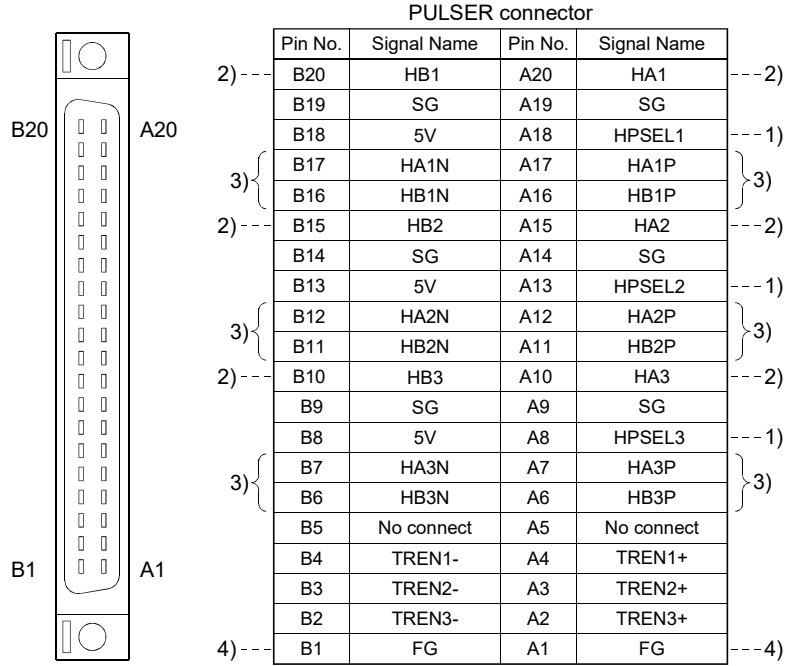 PULSER connector
Pin No. Signal Name Pin No. Signal Name
2) B20 HB1 A20 HA1 2)
B19 SG A19 SG
B20 A20
B18 5V A18 HPSEL1 1)
B17 HA1N A17 HA1P
3) 3)
B16 HB1N A16 HB1P
2) B15 HB2 A15 HA2 2)
B14 SG A14 SG
B13 5V A13 HPSEL2 1)
B12 HA2N A12 HA2P
3) 3)
B11 HB2N A11 HB2P
2) B10 HB3 A10 HA3 2)
B9 SG A9 SG
B8 5V A8 HPSEL3 1)
B7 HA3N A7 HA3P
3) 3)
B6 HB3N A6 HB3P
B5 No connect A5 No connect
B4 TREN1- A4 TREN1+
B1 A1
B3 TREN2- A3 TREN2+
B2 TREN3- A2 TREN3+
4) B1 FG A1 FG 4)